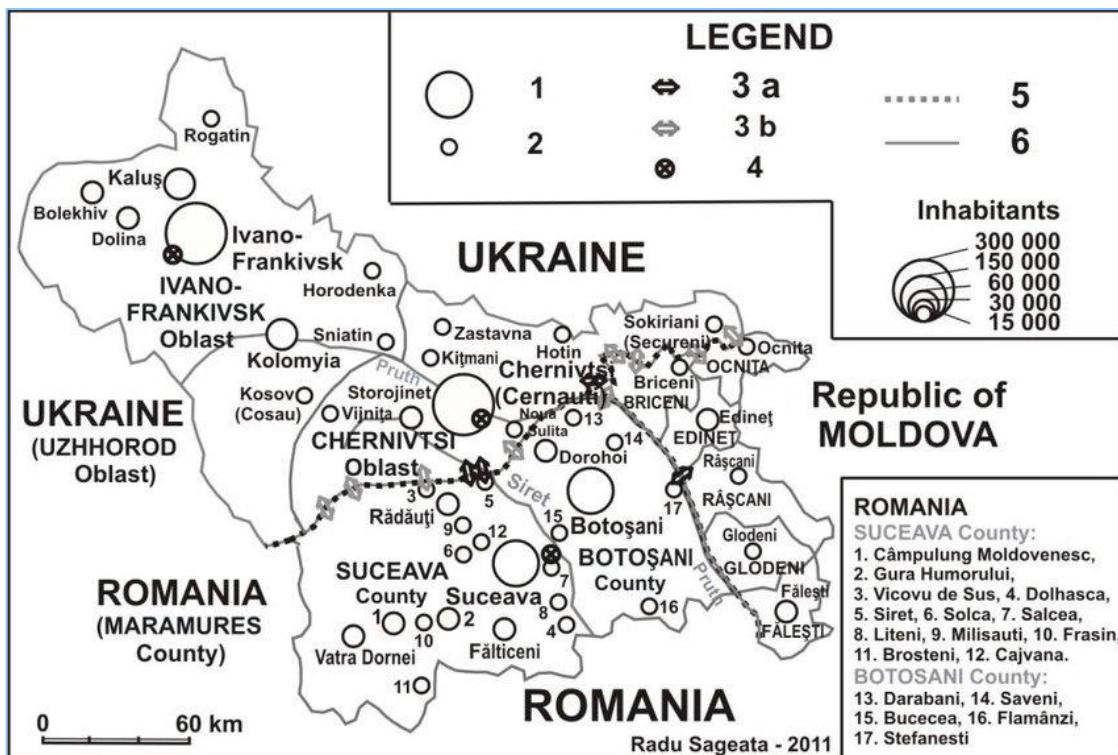 LEGEND
1
2
3 a
3 b
4
5
6
Inhabitants
300 000
150 000
60 000
30 000
15 000
Rogatin
Kaluş
Bolekhiv
Dolina
Ivano-
Frankivsk
IVANO-
FRANKIVSK
Oblast
Horodenka
UKRAINE
Kolomyia
Sniatin
Zastavna
Kiţmani
Hotin
Sokiriani
(Secureni)
Ocniţa
OCNIŢA
Briceni
BRICENI
Chernivtsi
(Cernauti)
Pruth
Kosov
(Cosau)
Storojinet
Vijniţa
CHERNIVTSI
Oblast
Noua
Sulita
13
14
Dorohoi
Edineţ
EDINEŢ
Republic of
MOLDOVA
UKRAINE
(UZHHOROD
Oblast)
Râşcani
RÂŞCANI
3
5
Siret
17
Rădăuţi
9
12
6
15
Botoşani
BOTOŞANI
County
Glodeni
GLODENI
Pruth
SUCEAVA
County
Suceava
7
8
4
16
Făleşti
FĂLEŞTI
ROMANIA
(MARAMURES
County)
1
10
2
Vatra Dornei
Fălticeni
11
ROMANIA
0 60 km
Radu Sageata - 2011
ROMANIA
SUCEAVA County:
1. Câmpulung Moldovenesc,
2. Gura Humorului,
3. Vicovu de Sus, 4. Dolhasca,
5. Siret, 6. Solca, 7. Salcea,
8. Liteni, 9. Milisauti, 10. Frasin,
11. Brosteni, 12. Cajvana.
BOTOSANI County:
13. Darabani, 14. Saveni,
15. Bucecea, 16. Flamânzi,
17. Stefanesti